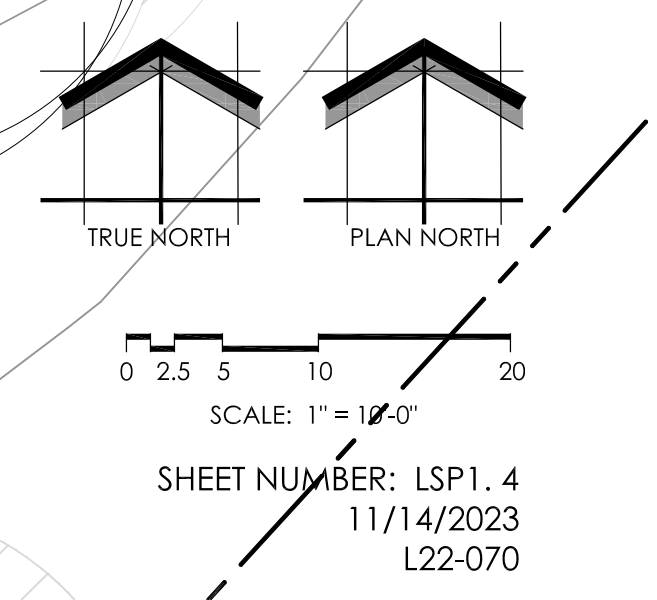 TRUE NORTH PLAN NORTH
0 2.5 5 10 20
SCALE: 1" = 10'-0"
SHEET NUMBER: LSP1. 4
11/14/2023
L22-070